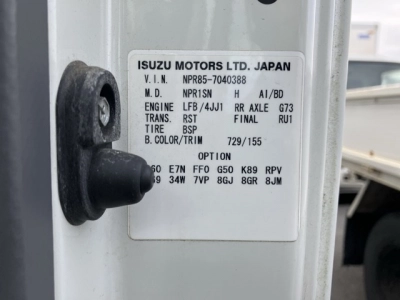 ISUZU MOTORS LTD. JAPAN
V.I.N. NPR85-7040388
M.D. NPR1SN H AI/BD
ENGINE LFB/4JJ1 RR AXLE G73
TRANS. RST FINAL RU1
TIRE BSP
B.COLOR/TRIM 729/155
OPTION
E7N FF0 G50 K89 RPV
34W 7VP 8GJ 8GR 8JM